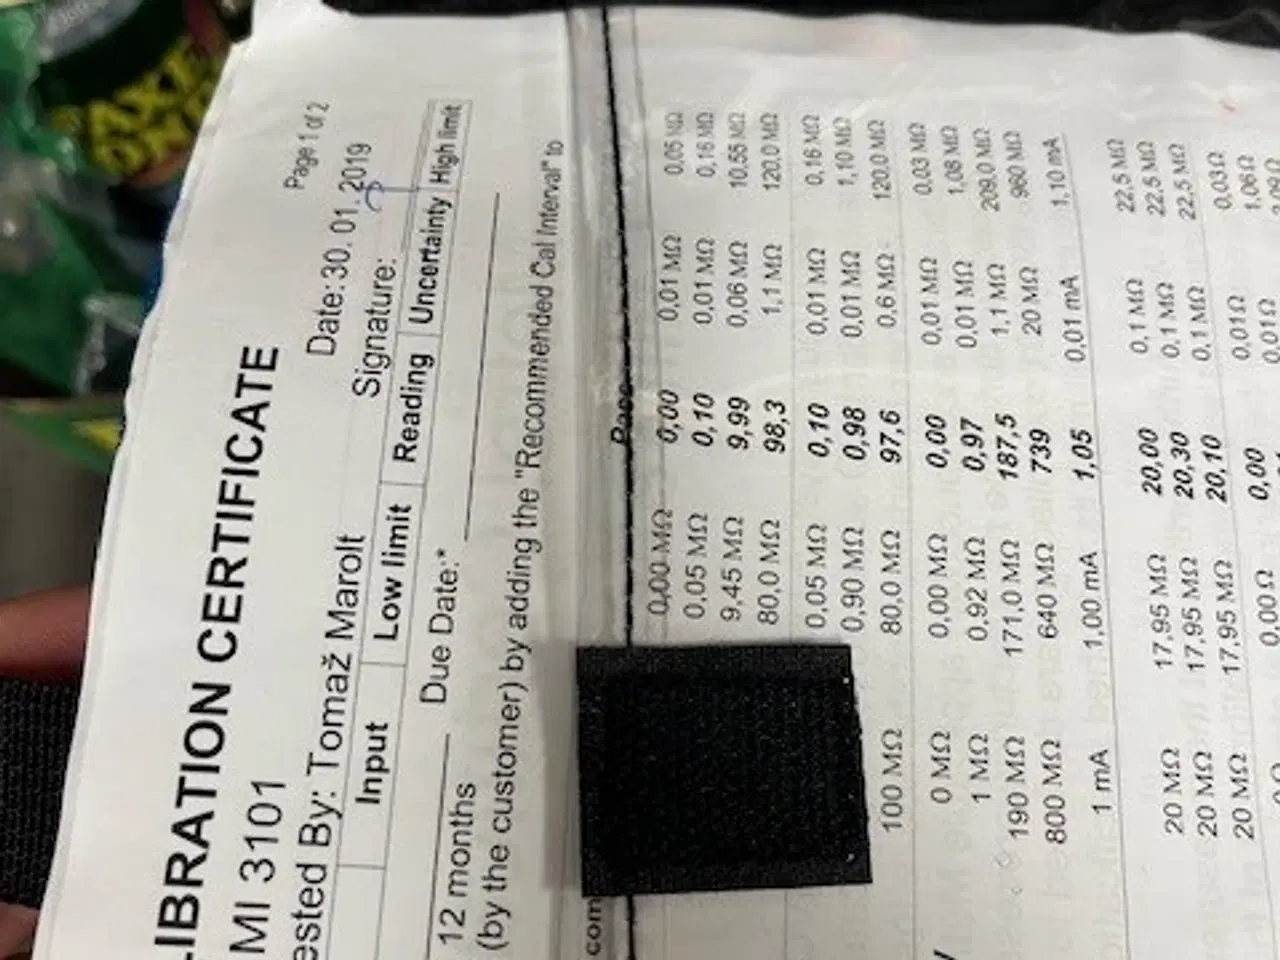 Page 1 of 2
LIBRATION CERTIFICATE
MI 3101 Date: 30. 01. 2019
ested By: Tomaž Marolt Signature:
Input Low limit Reading Uncertainty High limit
12 months Due Date:*
(by the customer) by adding the "Recommended Cal Interval" to
com
0,00 MΩ 0,00 0,01 MΩ 0,05 MΩ
0,05 MΩ 0,10 0,01 MΩ 0,16 MΩ
9,45 MΩ 9,99 0,06 MΩ 10,55 MΩ
80,0 MΩ 98,3 1,1 MΩ 120,0 MΩ
0,05 MΩ 0,10 0,01 MΩ 0,16 MΩ
0,90 MΩ 0,98 0,01 MΩ 1,10 MΩ
100 MΩ 80,0 MΩ 97,6 0,6 MΩ 120,0 MΩ
0 MΩ 0,00 MΩ 0,00 0,01 MΩ 0,03 MΩ
1 MΩ 0,92 MΩ 0,97 0,01 MΩ 1,08 MΩ
190 MΩ 171,0 MΩ 187,5 1,1 MΩ 209,0 MΩ
800 MΩ 640 MΩ 739 20 MΩ 960 MΩ
1 mA 1,00 mA 1,05 0,01 mA 1,10 mA
20 MΩ 17,95 MΩ 20,00 0,1 MΩ 22,5 MΩ
20 MΩ 17,95 MΩ 20,30 0,1 MΩ 22,5 MΩ
20 MΩ 17,95 MΩ 20,10 0,1 MΩ 22,5 MΩ
0,00 Ω 0,00 0,01Ω 0,03Ω
0,01Ω 1,06Ω